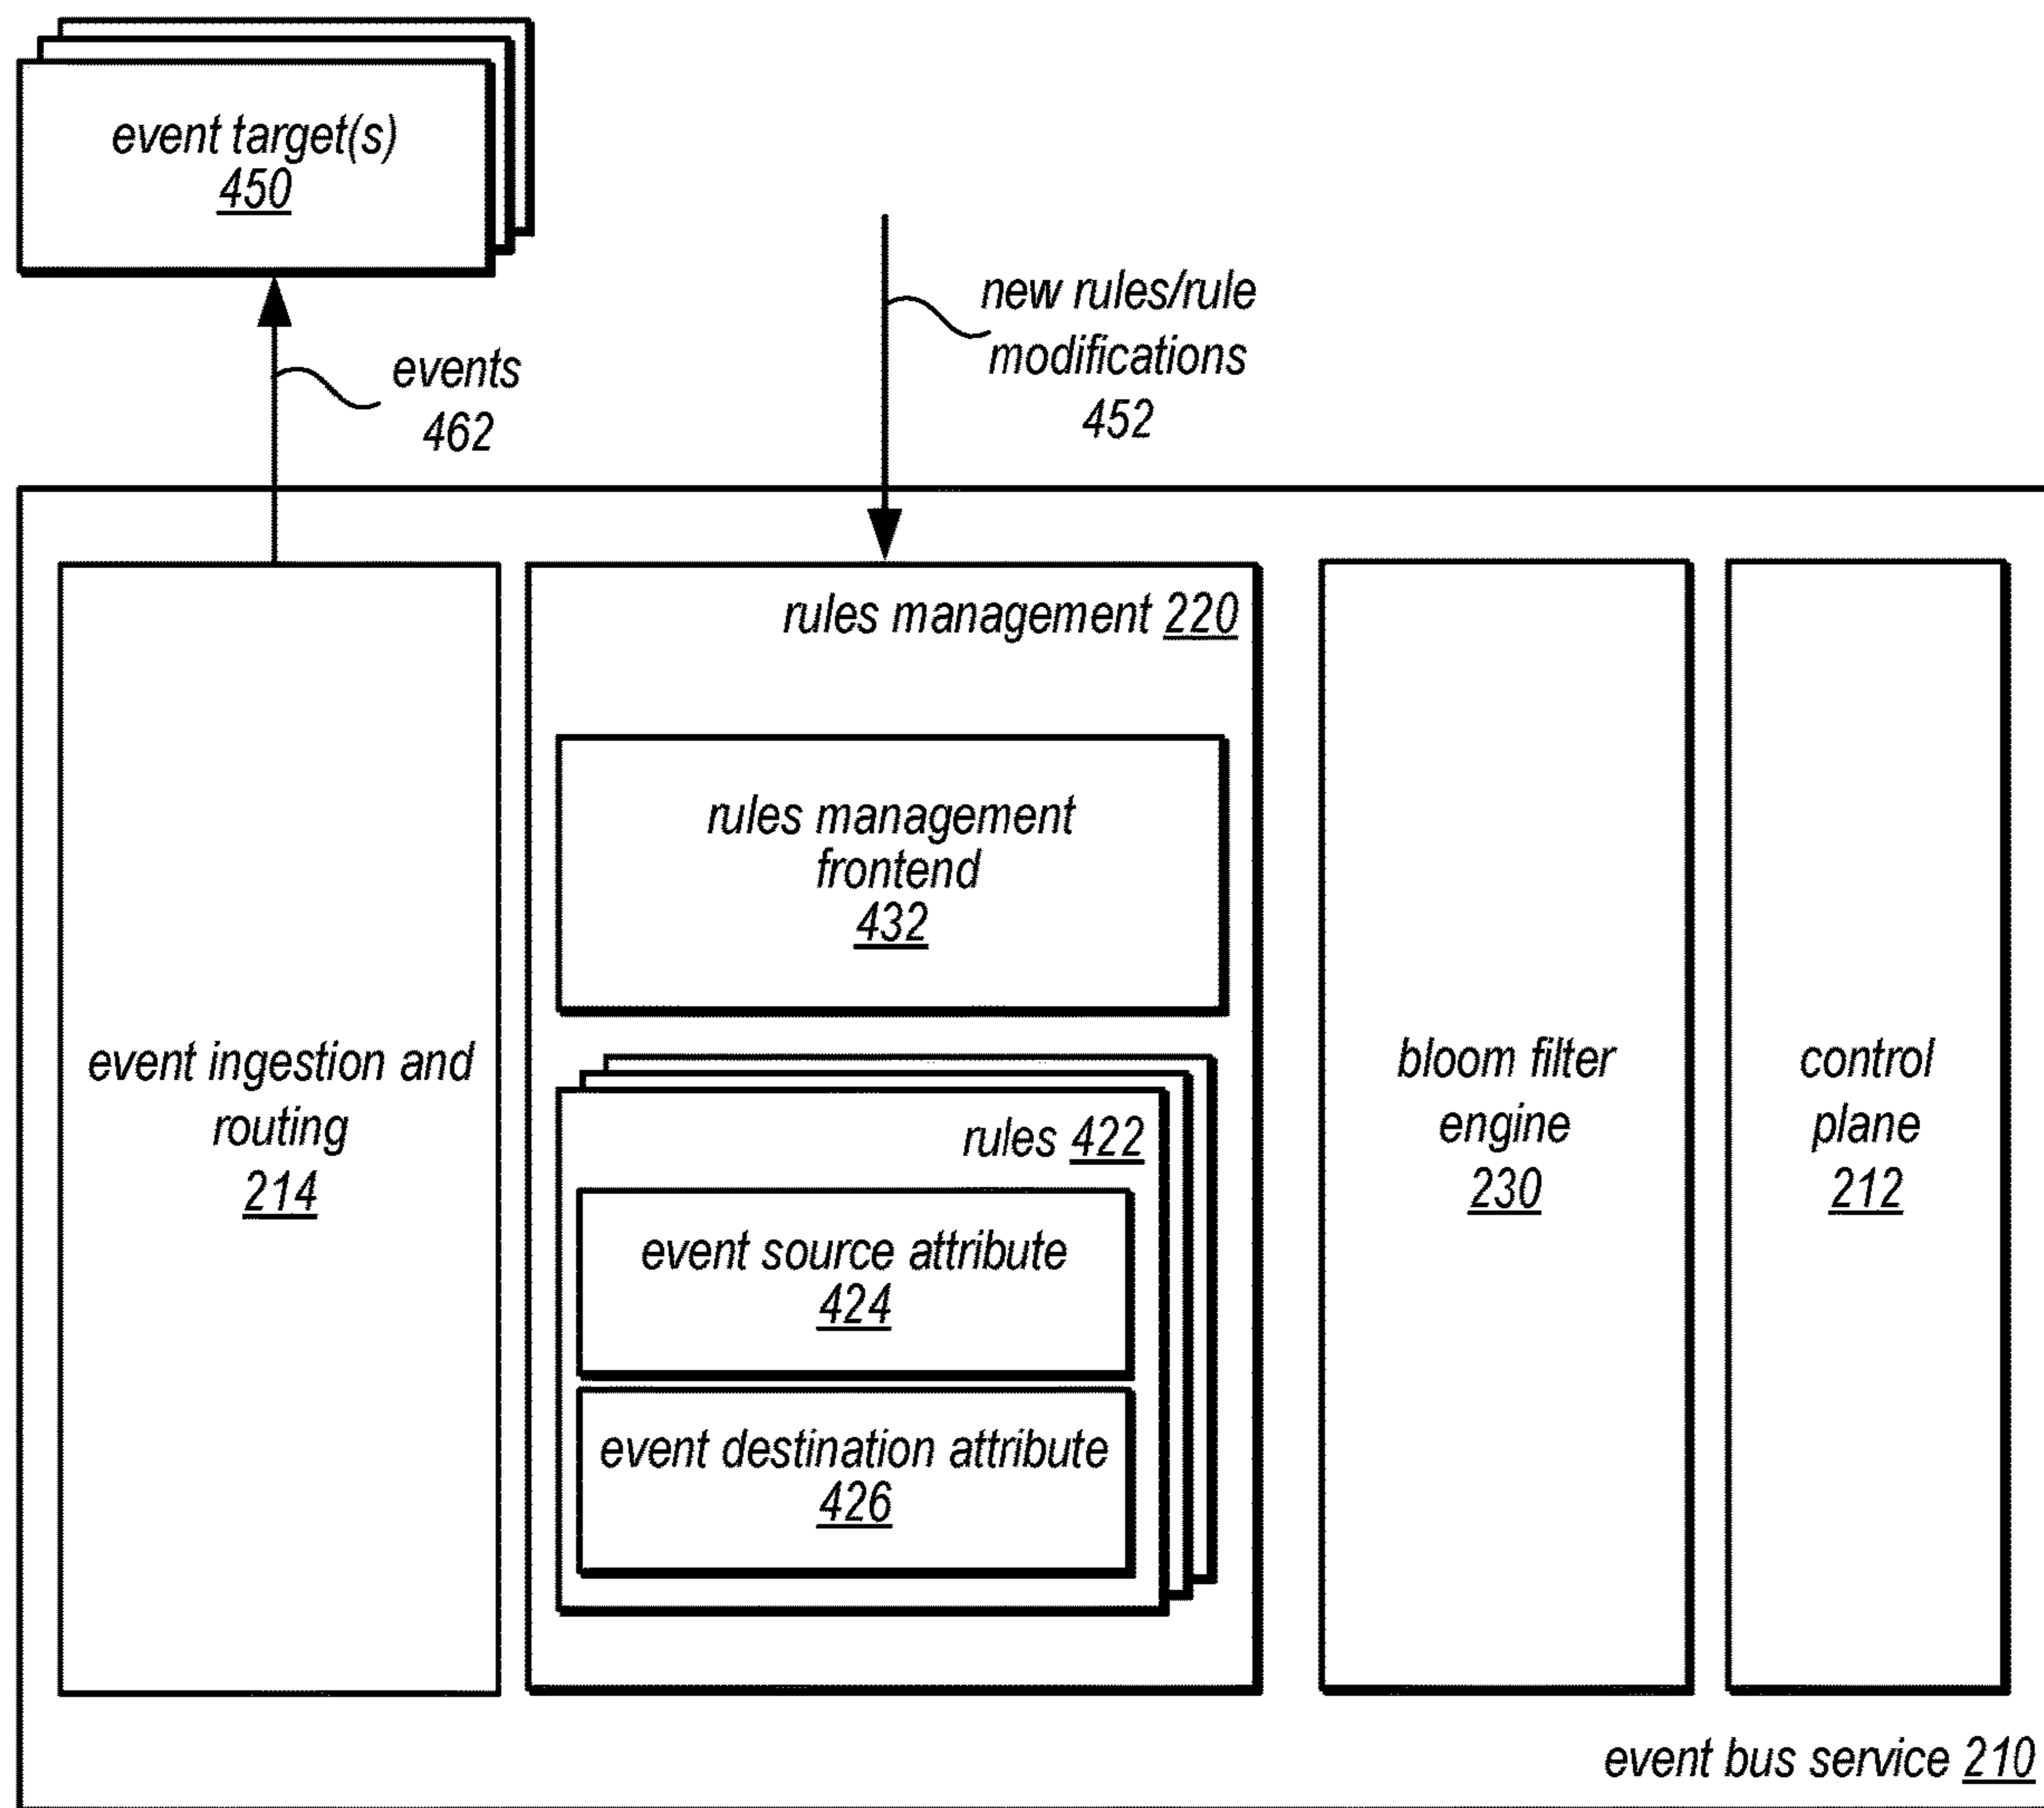 event target(s)
450
events
462
new rules/rule
modifications
452
event ingestion and
routing
214
rules management 220
rules management
frontend
432
rules 422
event source attribute
424
event destination attribute
426
bloom filter
engine
230
control
plane
212
event bus service 210